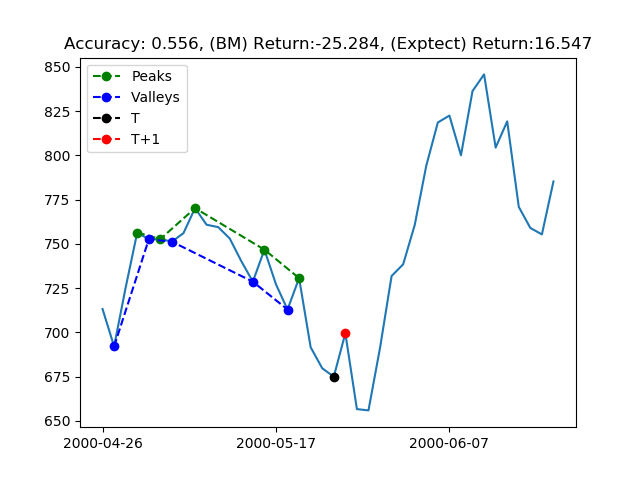 Accuracy: 0.556, (BM) Return:-25.284, (Exptect) Return:16.547
Peaks
Valleys
T
T+1
850
825
800
775
750
725
700
675
650
2000-04-26
2000-05-17
2000-06-07